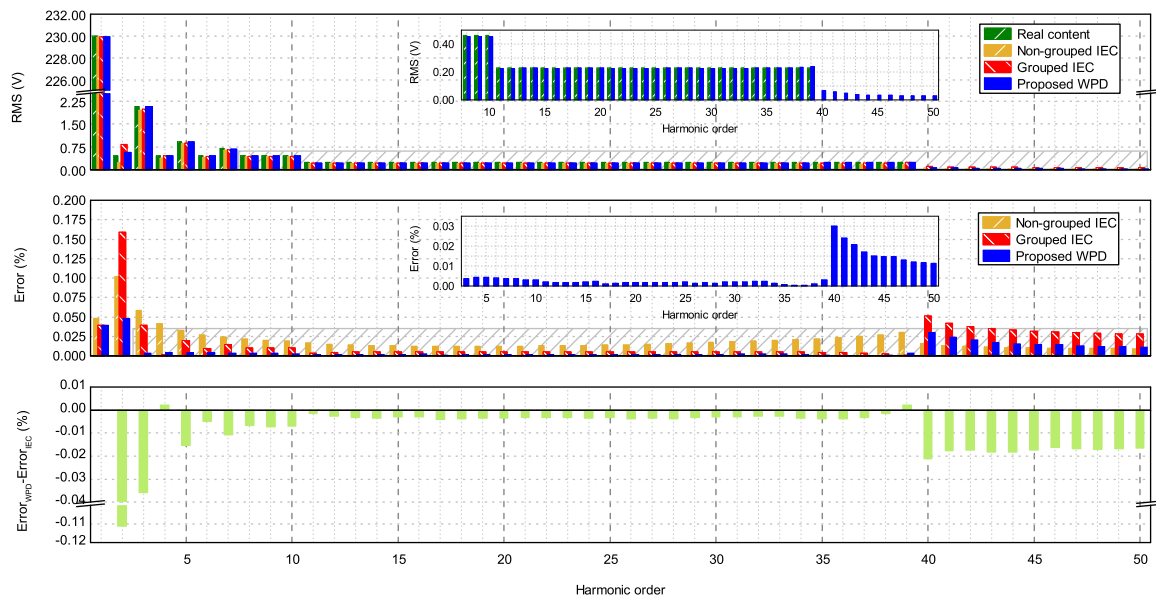 232.00
230.00
228.00
226.00
2.25
1.50
0.75
0.00
RMS (V)
0.40
0.20
0.00
RMS (V)
10 15 20 25 30 35 40 45 50
Harmonic order
Real content
Non-grouped IEC
Grouped IEC
Proposed WPD
0.200
0.175
0.150
0.125
0.100
0.075
0.050
0.025
0.000
Error (%)
0.03
0.02
0.01
0.00
Error (%)
5 10 15 20 25 30 35 40 45 50
Harmonic order
Non-grouped IEC
Grouped IEC
Proposed WPD
0.01
0.00
-0.01
-0.02
-0.03
-0.04
-0.11
-0.12
ErrorWPD-ErrorIEC (%)
5 10 15 20 25 30 35 40 45 50
Harmonic order